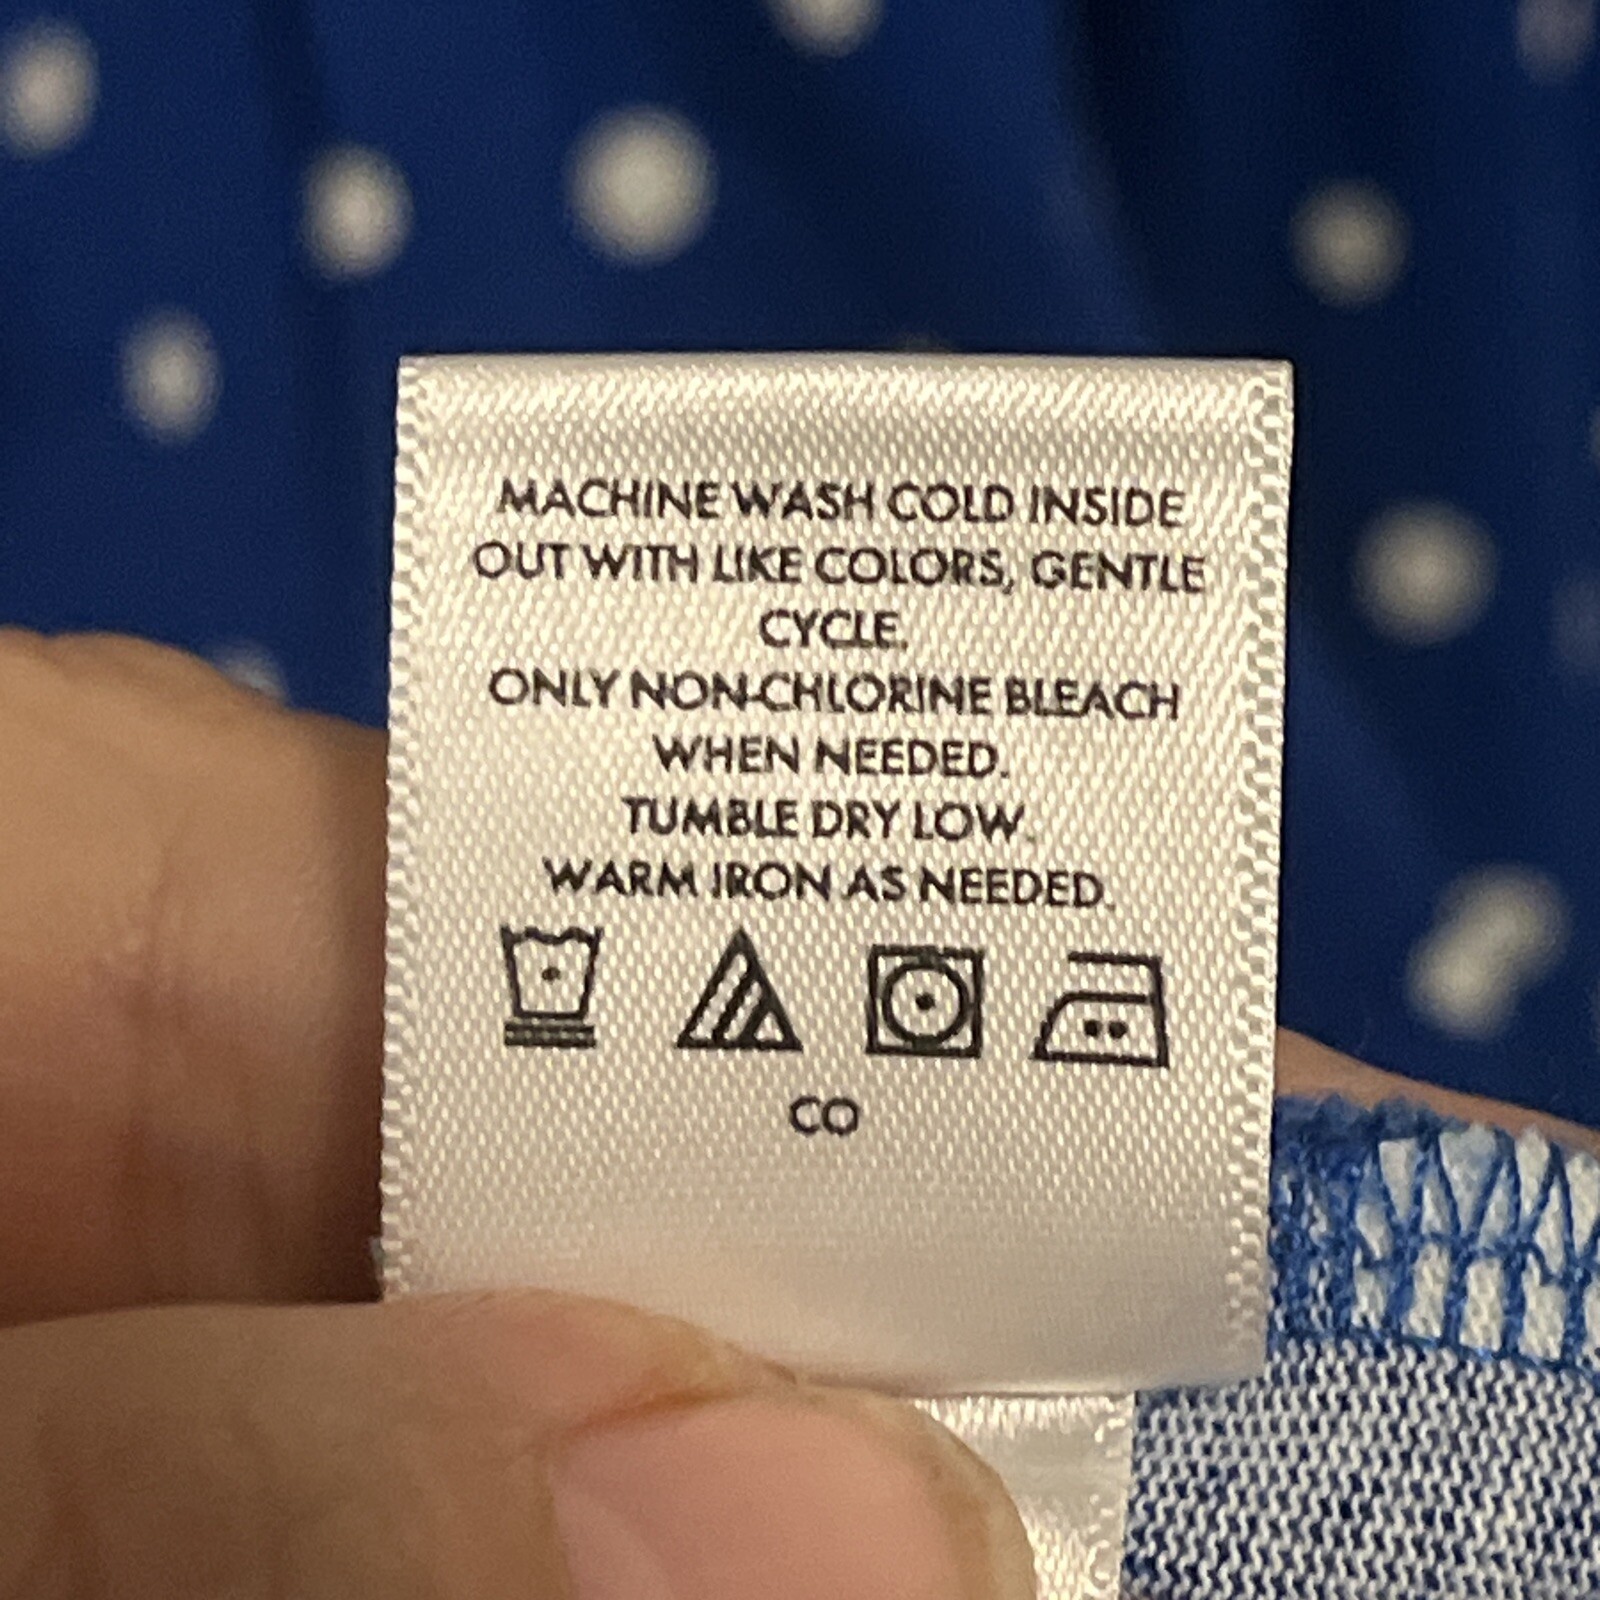 MACHINE WASH COLD INSIDE
OUT WITH LIKE COLORS, GENTLE
CYCLE.
ONLY NON-CHLORINE BLEACH
WHEN NEEDED.
TUMBLE DRY LOW.
WARM IRON AS NEEDED.
CO